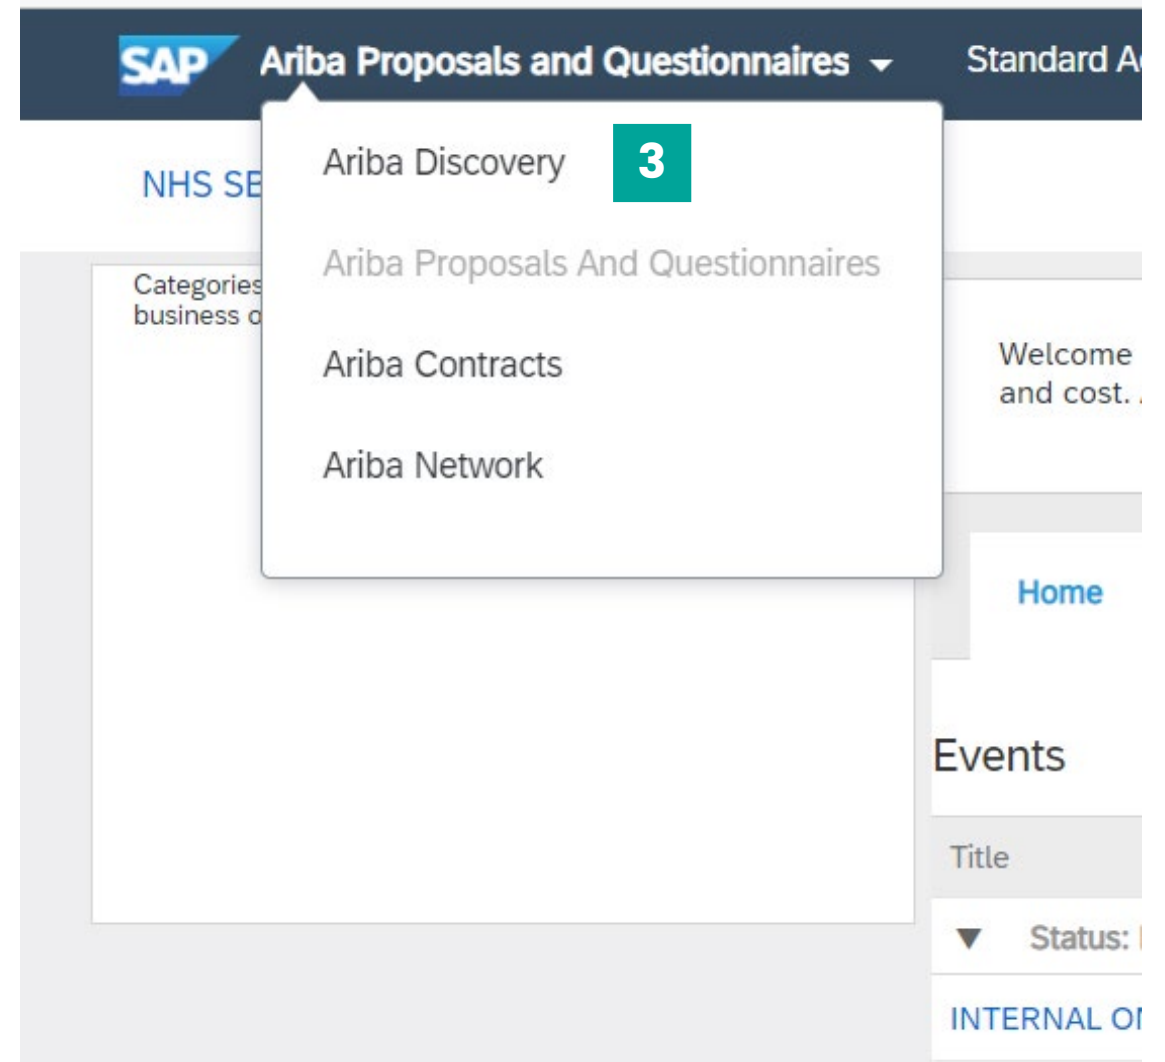 SAP Ariba Proposals and Questionnaires Standard
Ariba Discovery 3
NHS
Ariba Proposals And Questionnaires
Categories
business
Ariba Contracts
Ariba Network
Welcome
and cost.
Home
Events
Title
Status:
INTERNAL